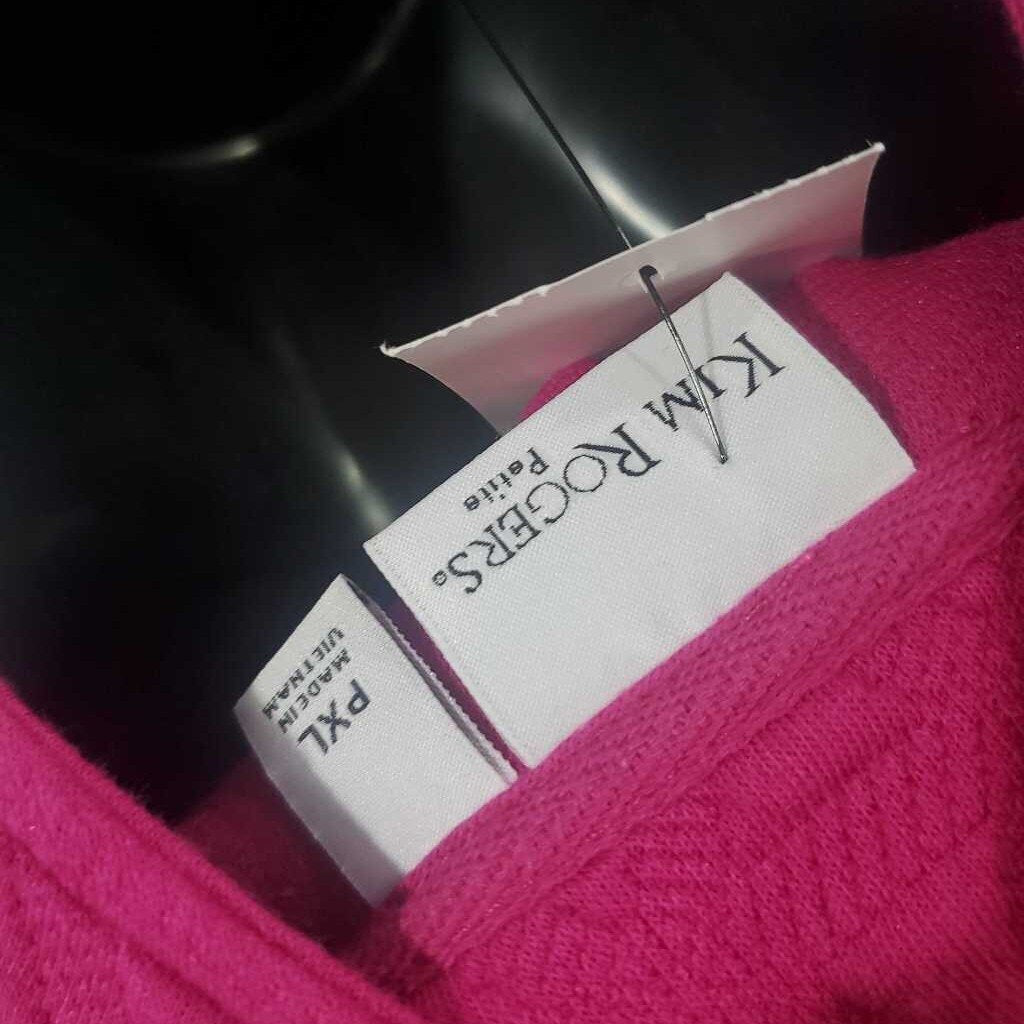 KIM ROGERS®
Petite
PXL
MADE IN
VIETNAM